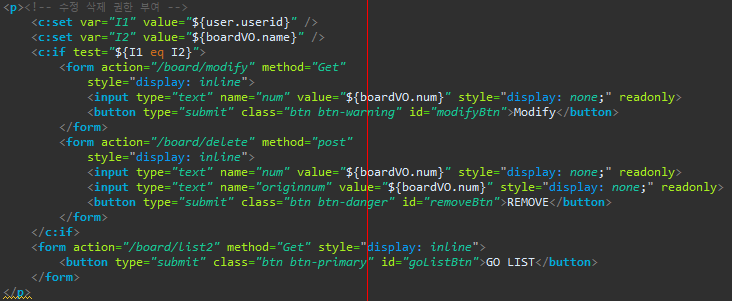 <p><!-- 수정 삭제 권한 부여 -->
<c:set var="I1" value="${user.userid}" />
<c:set var="I2" value="${boardVO.name}" />
<c:if test="${I1 eq I2}">
<form action="/board/modify" method="Get"
style="display: inline">
<input type="text" name="num" value="${boardVO.num}" style="display: none;" readonly>
<button type="submit" class="btn btn-warning" id="modifyBtn">Modify</button>
</form>
<form action="/board/delete" method="post"
style="display: inline">
<input type="text" name="num" value="${boardVO.num}" style="display: none;" readonly>
<input type="text" name="originnum" value="${boardVO.num}" style="display: none;" readonly>
<button type="submit" class="btn btn-danger" id="removeBtn">REMOVE</button>
</form>
</c:if>
<form action="/board/list2" method="Get" style="display: inline">
<button type="submit" class="btn btn-primary" id="goListBtn">GO LIST</button>
</form>
</p>